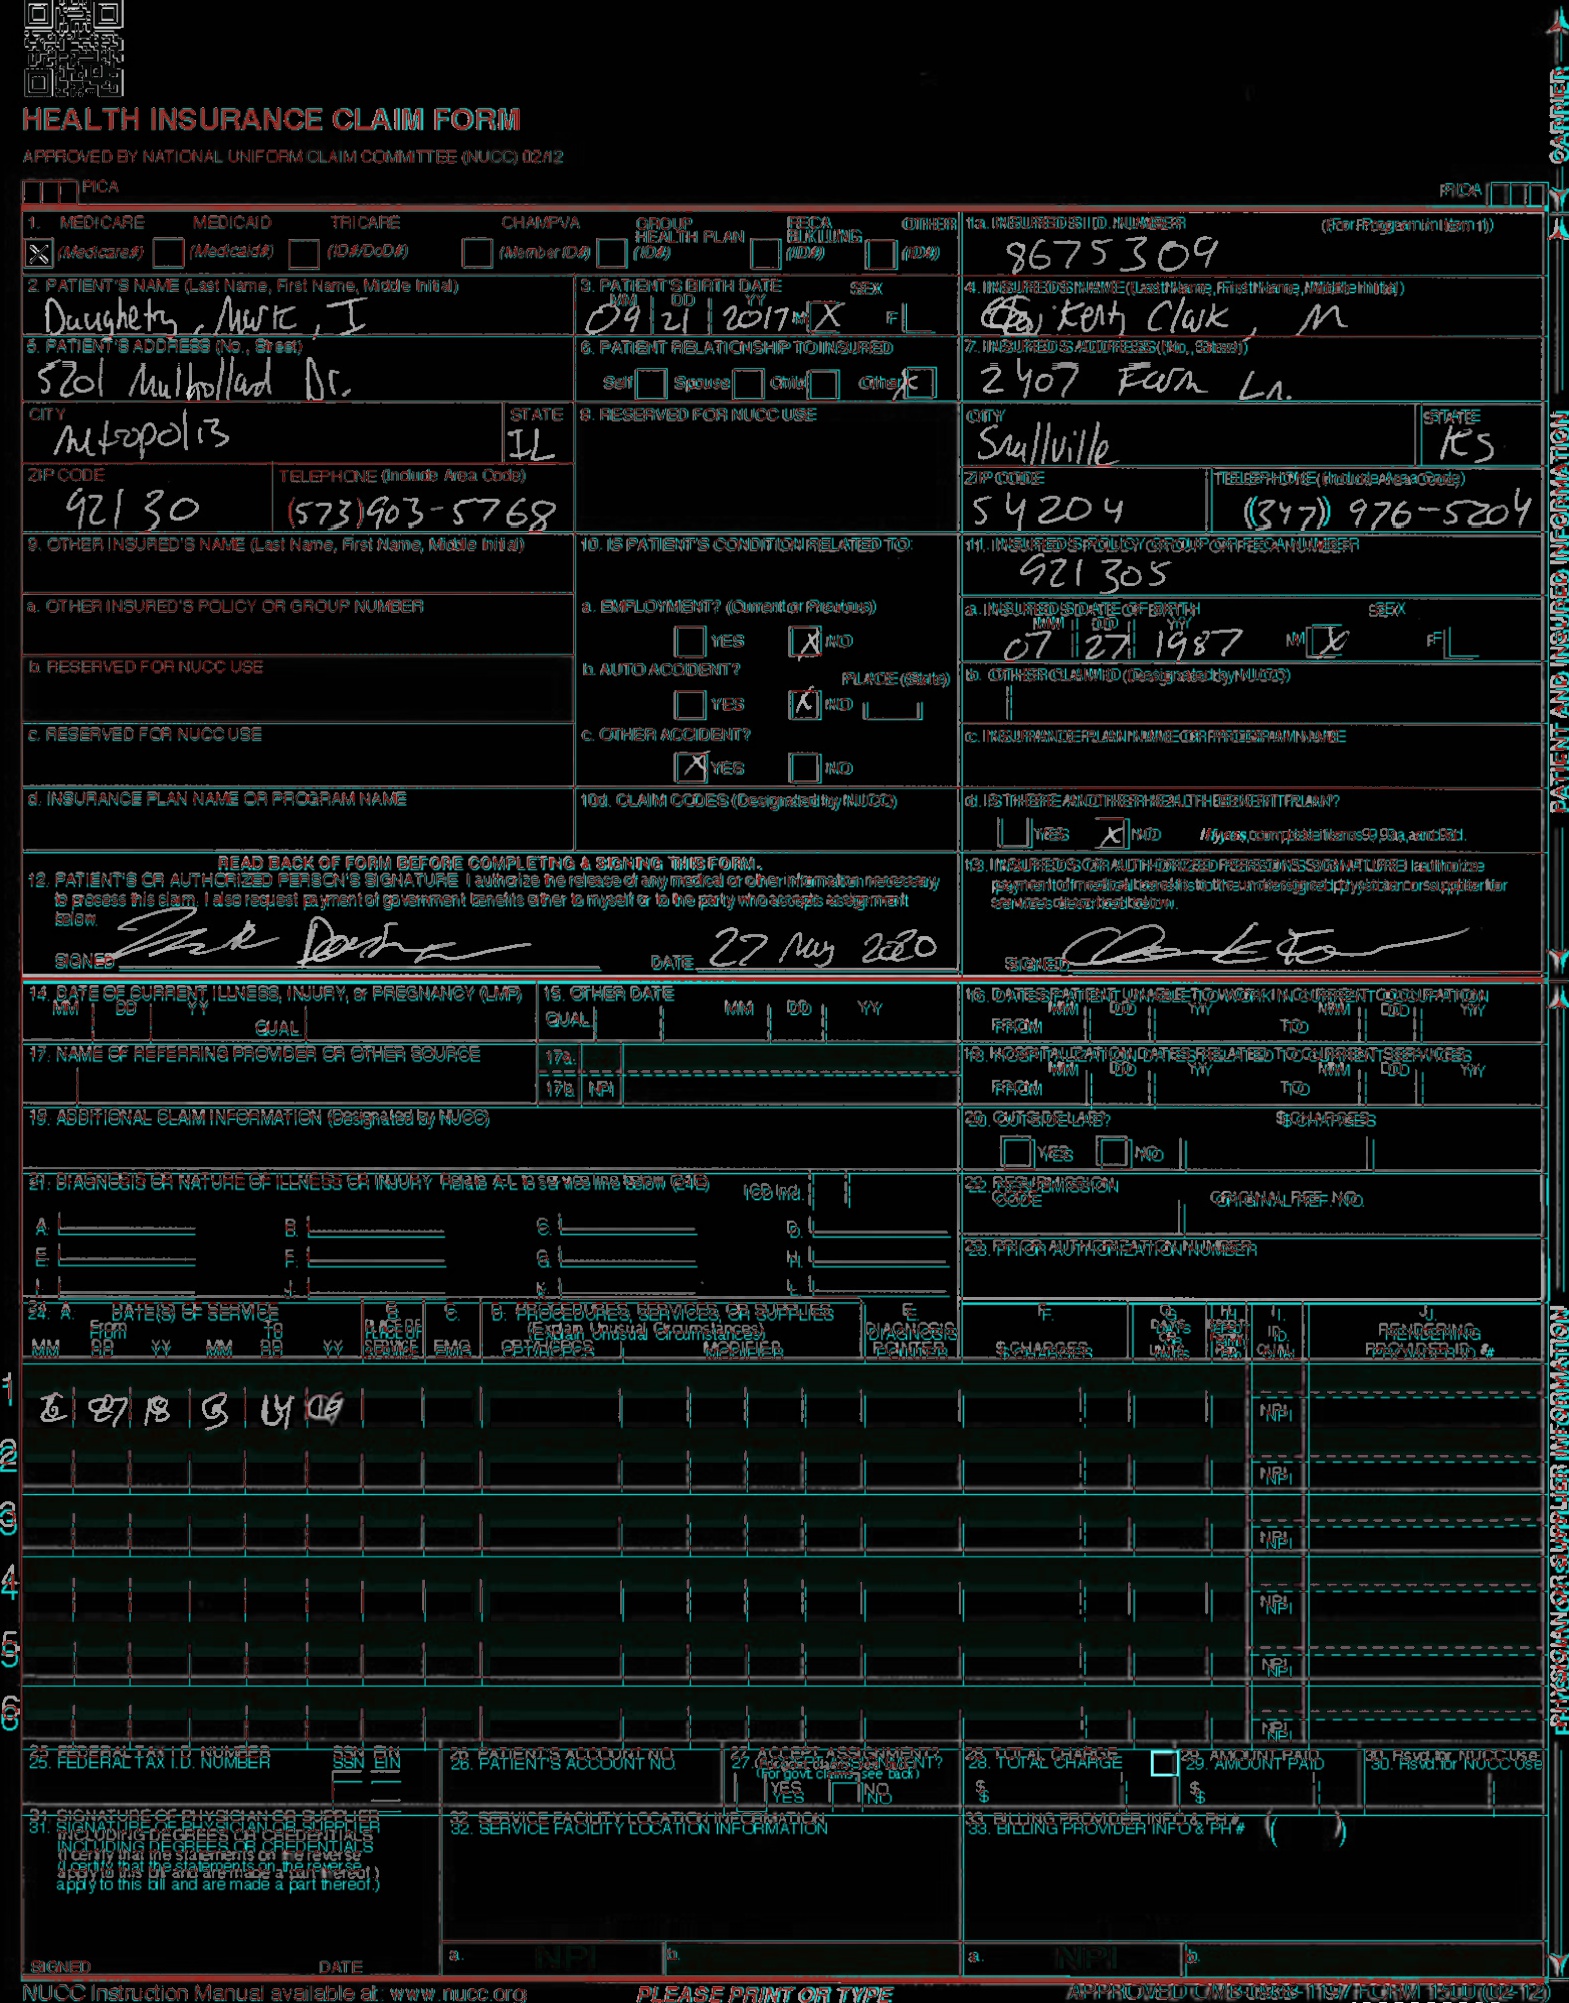 HEALTH INSURANCE CLAIM FORM
APPROVED BY NATIONAL UNIFORM CLAIM COMMITTEE (NUCC) 02/12
PICA PICA
1. MEDICARE MEDICAID TRICARE CHAMPVA GROUP HEALTH PLAN FECA BLK LUNG OTHER
X (Medicare#) (Medicaid#) (ID#/DoD#) (Member ID#) (ID#) (ID#) (ID#)
1a. INSURED'S I.D. NUMBER (For Program in Item 1)
8675309
2. PATIENT'S NAME (Last Name, First Name, Middle Initial)
Daughety, Mark, I
3. PATIENT'S BIRTH DATE SEX
MM DD YY
09 21 2017 M X F
4. INSURED'S NAME (Last Name, First Name, Middle Initial)
Kent, Clark, M
5. PATIENT'S ADDRESS (No., Street)
5201 Mulhollad Dr.
6. PATIENT RELATIONSHIP TO INSURED
Self Spouse Child Other X
7. INSURED'S ADDRESS (No., Street)
2407 Farm Ln.
CITY STATE
Metropolis IL
8. RESERVED FOR NUCC USE
CITY STATE
Smallville KS
ZIP CODE TELEPHONE (Include Area Code)
92130 (573) 903-5768
ZIP CODE TELEPHONE (Include Area Code)
54204 (347) 976-5204
9. OTHER INSURED'S NAME (Last Name, First Name, Middle Initial)
10. IS PATIENT'S CONDITION RELATED TO:
11. INSURED'S POLICY GROUP OR FECA NUMBER
921305
a. OTHER INSURED'S POLICY OR GROUP NUMBER
a. EMPLOYMENT? (Current or Previous)
YES X NO
a. INSURED'S DATE OF BIRTH SEX
MM DD YY
07 27 1987 M X F
b. RESERVED FOR NUCC USE
b. AUTO ACCIDENT? PLACE (State)
YES X NO
b. OTHER CLAIM ID (Designated by NUCC)
c. RESERVED FOR NUCC USE
c. OTHER ACCIDENT?
X YES NO
c. INSURANCE PLAN NAME OR PROGRAM NAME
d. INSURANCE PLAN NAME OR PROGRAM NAME
10d. CLAIM CODES (Designated by NUCC)
d. IS THERE ANOTHER HEALTH BENEFIT PLAN?
YES X NO If yes, complete items 9, 9a, and 9d.
READ BACK OF FORM BEFORE COMPLETING & SIGNING THIS FORM.
12. PATIENT'S OR AUTHORIZED PERSON'S SIGNATURE I authorize the release of any medical or other information necessary
to process this claim. I also request payment of government benefits either to myself or to the party who accepts assignment
below.
SIGNED DATE 27 May 2020
13. INSURED'S OR AUTHORIZED PERSON'S SIGNATURE I authorize
payment of medical benefits to the undersigned physician or supplier for
services described below.
SIGNED
14. DATE OF CURRENT ILLNESS, INJURY, or PREGNANCY (LMP)
MM DD YY QUAL.
15. OTHER DATE
QUAL. MM DD YY
16. DATES PATIENT UNABLE TO WORK IN CURRENT OCCUPATION
MM DD YY MM DD YY
FROM TO
17. NAME OF REFERRING PROVIDER OR OTHER SOURCE
17a.
17b. NPI
18. HOSPITALIZATION DATES RELATED TO CURRENT SERVICES
MM DD YY MM DD YY
FROM TO
19. ADDITIONAL CLAIM INFORMATION (Designated by NUCC)
20. OUTSIDE LAB? $ CHARGES
YES NO
21. DIAGNOSIS OR NATURE OF ILLNESS OR INJURY Relate A-L to service line below (24E) ICD Ind.
A. B. C. D.
E. F. G. H.
I. J. K. L.
22. RESUBMISSION
CODE ORIGINAL REF. NO.
23. PRIOR AUTHORIZATION NUMBER
24. A. DATE(S) OF SERVICE
From To
MM DD YY MM DD YY
B. PLACE OF SERVICE
C. EMG
D. PROCEDURES, SERVICES, OR SUPPLIES
(Explain Unusual Circumstances)
CPT/HCPCS MODIFIER
E. DIAGNOSIS POINTER
F. $ CHARGES
G. DAYS OR UNITS
I. ID. QUAL.
J. RENDERING PROVIDER ID. #
1 18 NPI
2 NPI
3 NPI
4 NPI
5 NPI
6 NPI
25. FEDERAL TAX I.D. NUMBER SSN EIN
26. PATIENT'S ACCOUNT NO.
27. ACCEPT ASSIGNMENT?
(For govt. claims, see back)
YES NO
28. TOTAL CHARGE
$
29. AMOUNT PAID
$
30. Rsvd. for NUCC Use
31. SIGNATURE OF PHYSICIAN OR SUPPLIER
INCLUDING DEGREES OR CREDENTIALS
(I certify that the statements on the reverse
apply to this bill and are made a part thereof.)
SIGNED DATE
32. SERVICE FACILITY LOCATION INFORMATION
a. NPI b.
33. BILLING PROVIDER INFO & PH # ( )
a. NPI b.
NUCC Instruction Manual available at: www.nucc.org
PLEASE PRINT OR TYPE
APPROVED OMB-0938-1197 FORM 1500 (02-12)
CARRIER
PATIENT AND INSURED INFORMATION
PHYSICIAN OR SUPPLIER INFORMATION